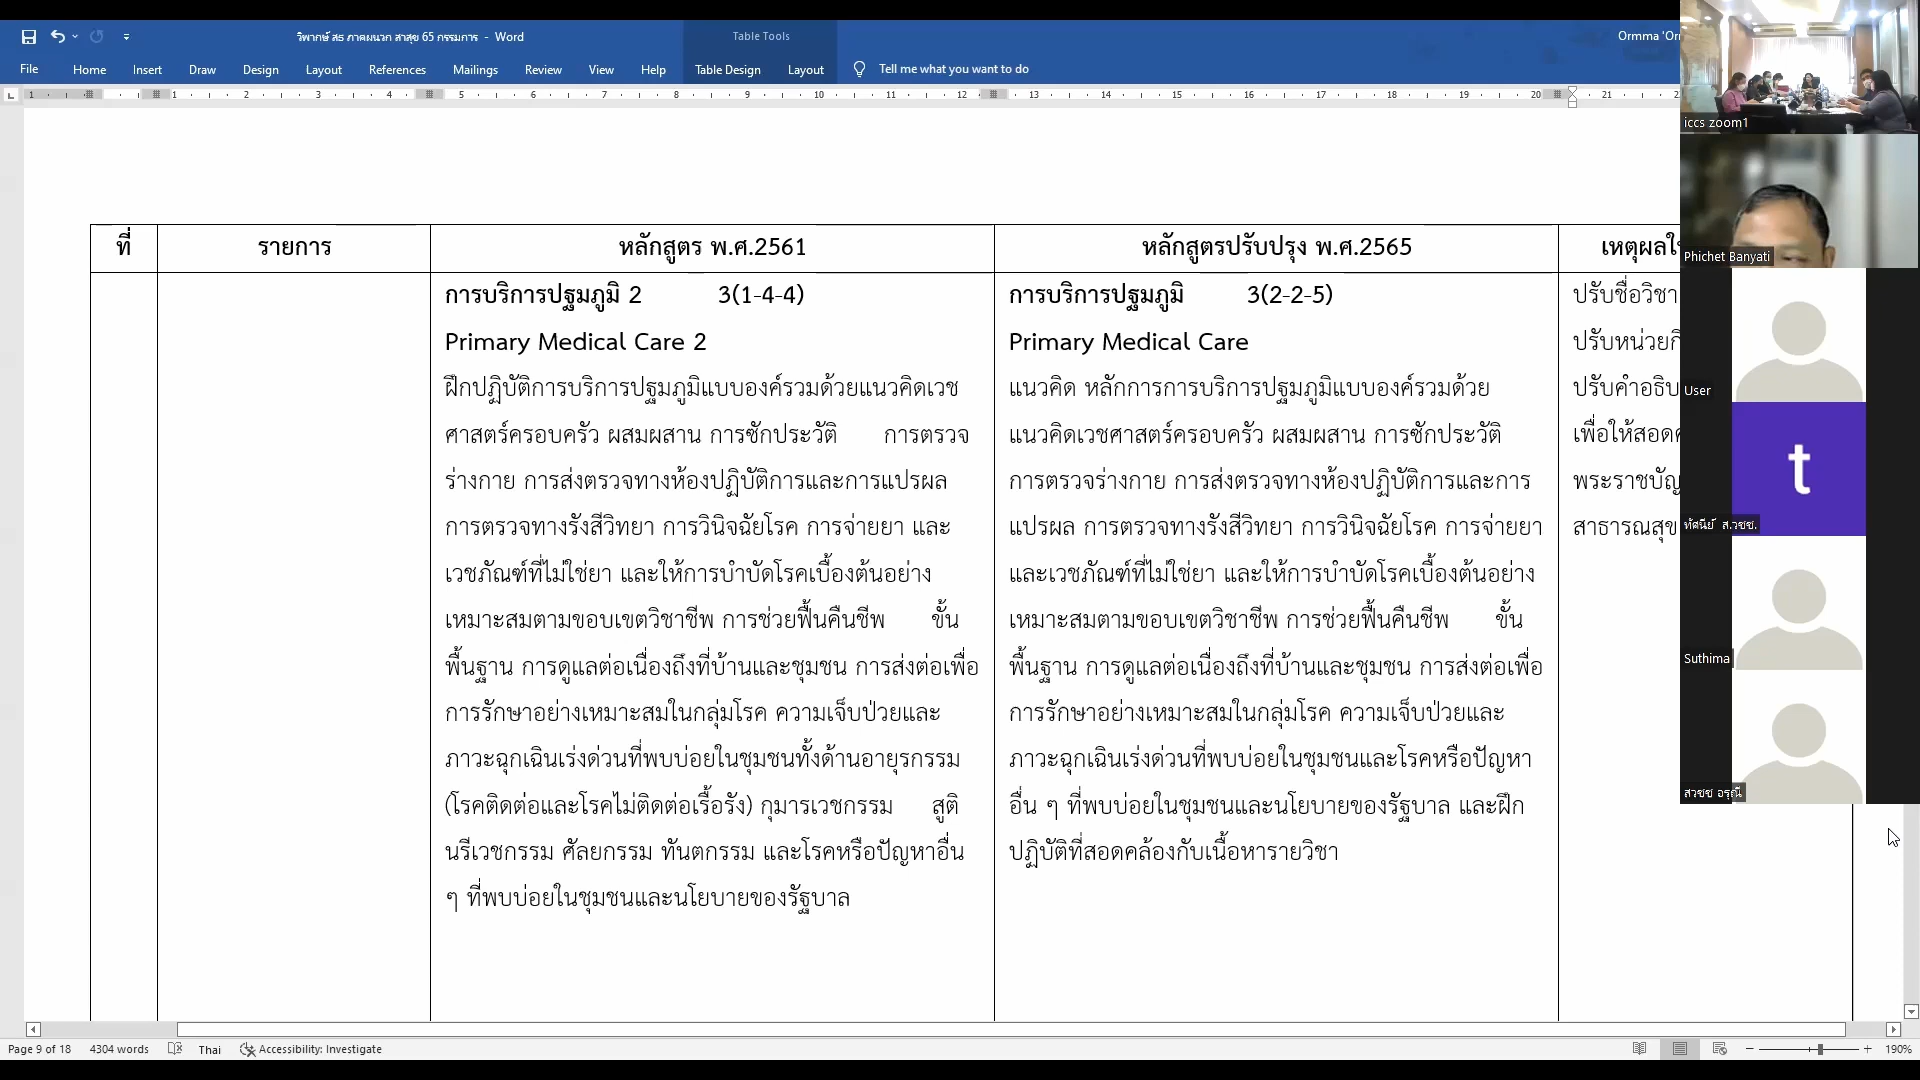 วิพากษ์ สธ ภาคผนวก สาสุข 65 กรรมการ - Word
Table Tools
Ormma 'Orn
File Home Insert Draw Design Layout References Mailings Review View Help Table Design Layout Tell me what you want to do
iccs zoom1
Phichet Banyati
User
t
ทัศนีย์ ส.วชช.
Suthima
สวชช อรุณี
ที่ รายการ หลักสูตร พ.ศ.2561 หลักสูตรปรับปรุง พ.ศ.2565
การบริการปฐมภูมิ 2 3(1-4-4)
Primary Medical Care 2
ฝึกปฏิบัติการบริการปฐมภูมิแบบองค์รวมด้วยแนวคิดเวช
ศาสตร์ครอบครัว ผสมผสาน การซักประวัติ การตรวจ
ร่างกาย การส่งตรวจทางห้องปฏิบัติการและการแปรผล
การตรวจทางรังสีวิทยา การวินิจฉัยโรค การจ่ายยา และ
เวชภัณฑ์ที่ไม่ใช่ยา และให้การบำบัดโรคเบื้องต้นอย่าง
เหมาะสมตามขอบเขตวิชาชีพ การช่วยฟื้นคืนชีพ ขั้น
พื้นฐาน การดูแลต่อเนื่องถึงที่บ้านและชุมชน การส่งต่อเพื่อ
การรักษาอย่างเหมาะสมในกลุ่มโรค ความเจ็บป่วยและ
ภาวะฉุกเฉินเร่งด่วนที่พบบ่อยในชุมชนทั้งด้านอายุรกรรม
(โรคติดต่อและโรคไม่ติดต่อเรื้อรัง) กุมารเวชกรรม สูติ
นรีเวชกรรม ศัลยกรรม ทันตกรรม และโรคหรือปัญหาอื่น
ๆ ที่พบบ่อยในชุมชนและนโยบายของรัฐบาล
การบริการปฐมภูมิ 3(2-2-5)
Primary Medical Care
แนวคิด หลักการการบริการปฐมภูมิแบบองค์รวมด้วย
แนวคิดเวชศาสตร์ครอบครัว ผสมผสาน การซักประวัติ
การตรวจร่างกาย การส่งตรวจทางห้องปฏิบัติการและการ
แปรผล การตรวจทางรังสีวิทยา การวินิจฉัยโรค การจ่ายยา
และเวชภัณฑ์ที่ไม่ใช่ยา และให้การบำบัดโรคเบื้องต้นอย่าง
เหมาะสมตามขอบเขตวิชาชีพ การช่วยฟื้นคืนชีพ ขั้น
พื้นฐาน การดูแลต่อเนื่องถึงที่บ้านและชุมชน การส่งต่อเพื่อ
การรักษาอย่างเหมาะสมในกลุ่มโรค ความเจ็บป่วยและ
ภาวะฉุกเฉินเร่งด่วนที่พบบ่อยในชุมชนและโรคหรือปัญหา
อื่น ๆ ที่พบบ่อยในชุมชนและนโยบายของรัฐบาล และฝึก
ปฏิบัติที่สอดคล้องกับเนื้อหารายวิชา
ปรับชื่อวิชา
Page 9 of 18 4304 words Thai Accessibility: Investigate 190%